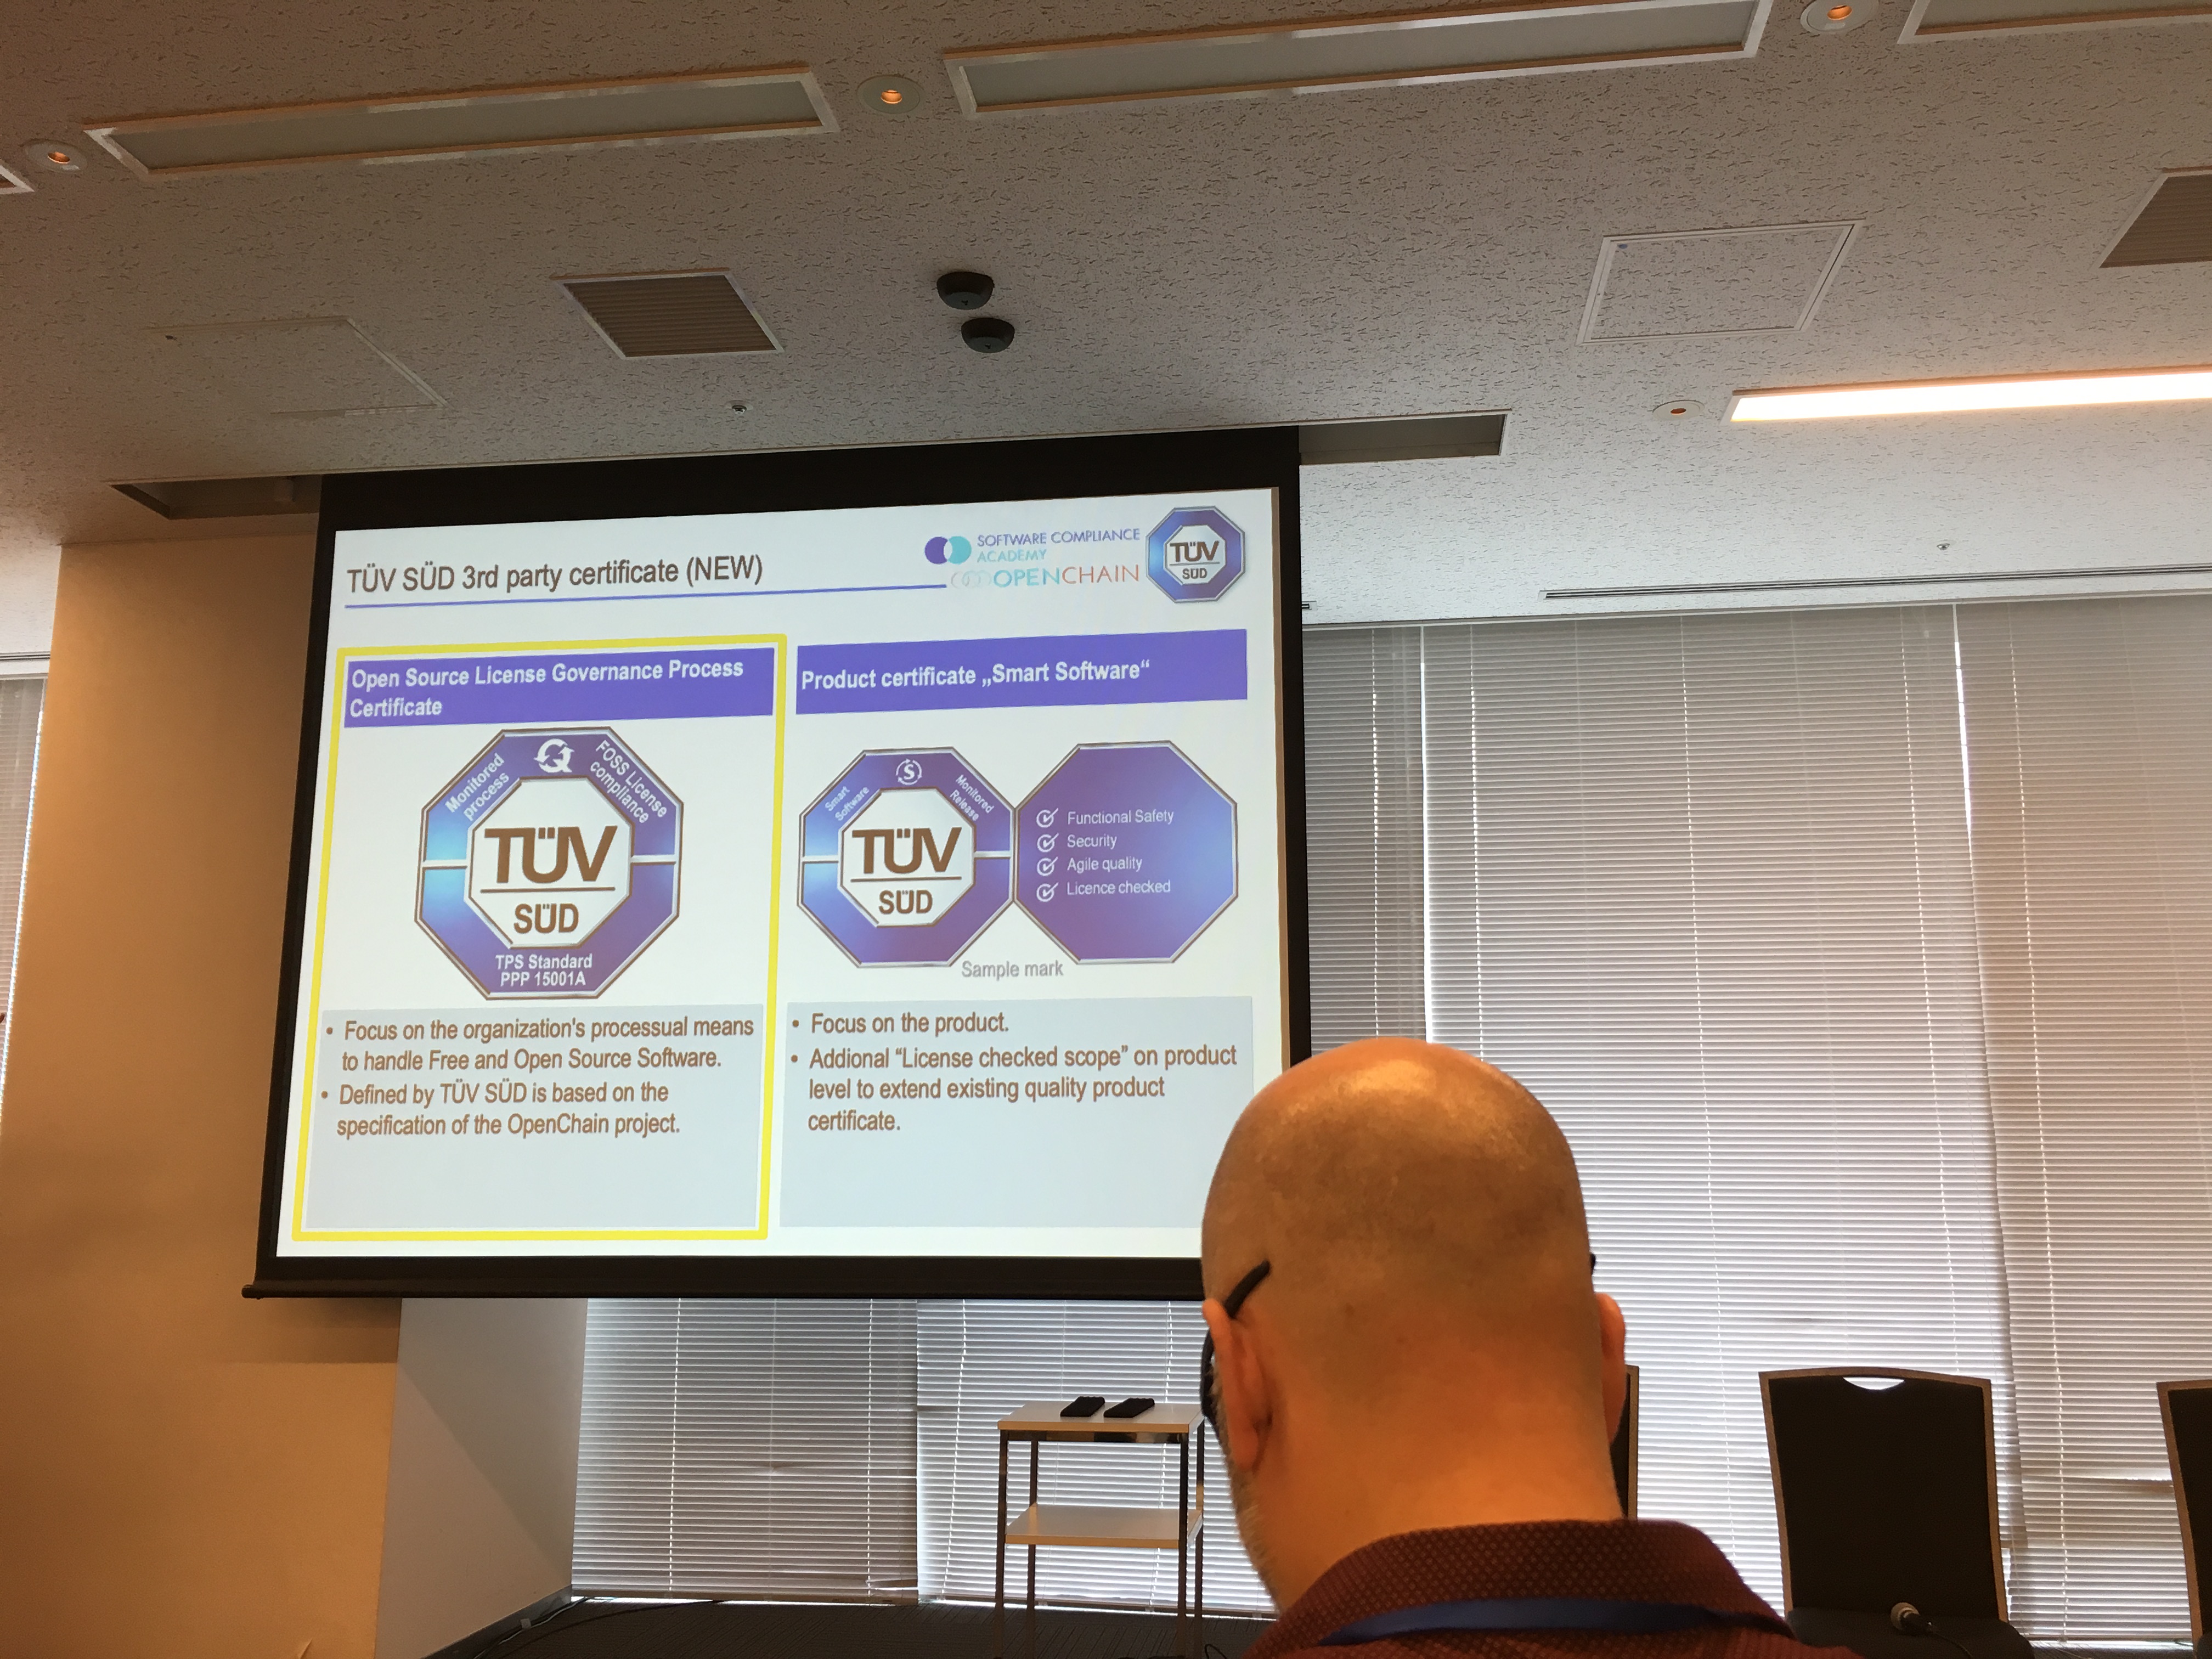 TÜV SÜD 3rd party certificate (NEW)
SOFTWARE COMPLIANCE
ACADEMY
OPENCHAIN
TÜV
SÜD
Open Source License Governance Process
Certificate
Monitored
process
FOSS License
compliance
TÜV
SÜD
TPS Standard
PPP 15001A
• Focus on the organization's processual means
to handle Free and Open Source Software.
• Defined by TÜV SÜD is based on the
specification of the OpenChain project.
Product certificate „Smart Software“
Smart
Software
S
Monitored
Release
TÜV
SÜD
Functional Safety
Security
Agile quality
Licence checked
Sample mark
• Focus on the product.
• Addional “License checked scope” on product
level to extend existing quality product
certificate.